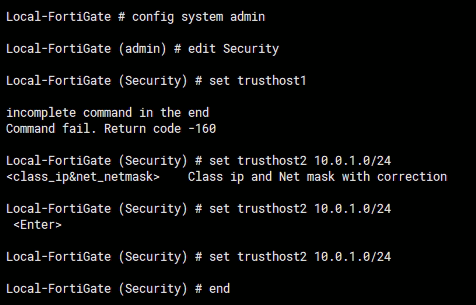 Local-FortiGate # config system admin
Local-FortiGate (admin) # edit Security
Local-FortiGate (Security) # set trusthost1
incomplete command in the end
Command fail. Return code -160
Local-FortiGate (Security) # set trusthost2 10.0.1.0/24
<class_ip&net_netmask>    Class ip and Net mask with correction
Local-FortiGate (Security) # set trusthost2 10.0.1.0/24
 <Enter>
Local-FortiGate (Security) # set trusthost2 10.0.1.0/24
Local-FortiGate (Security) # end